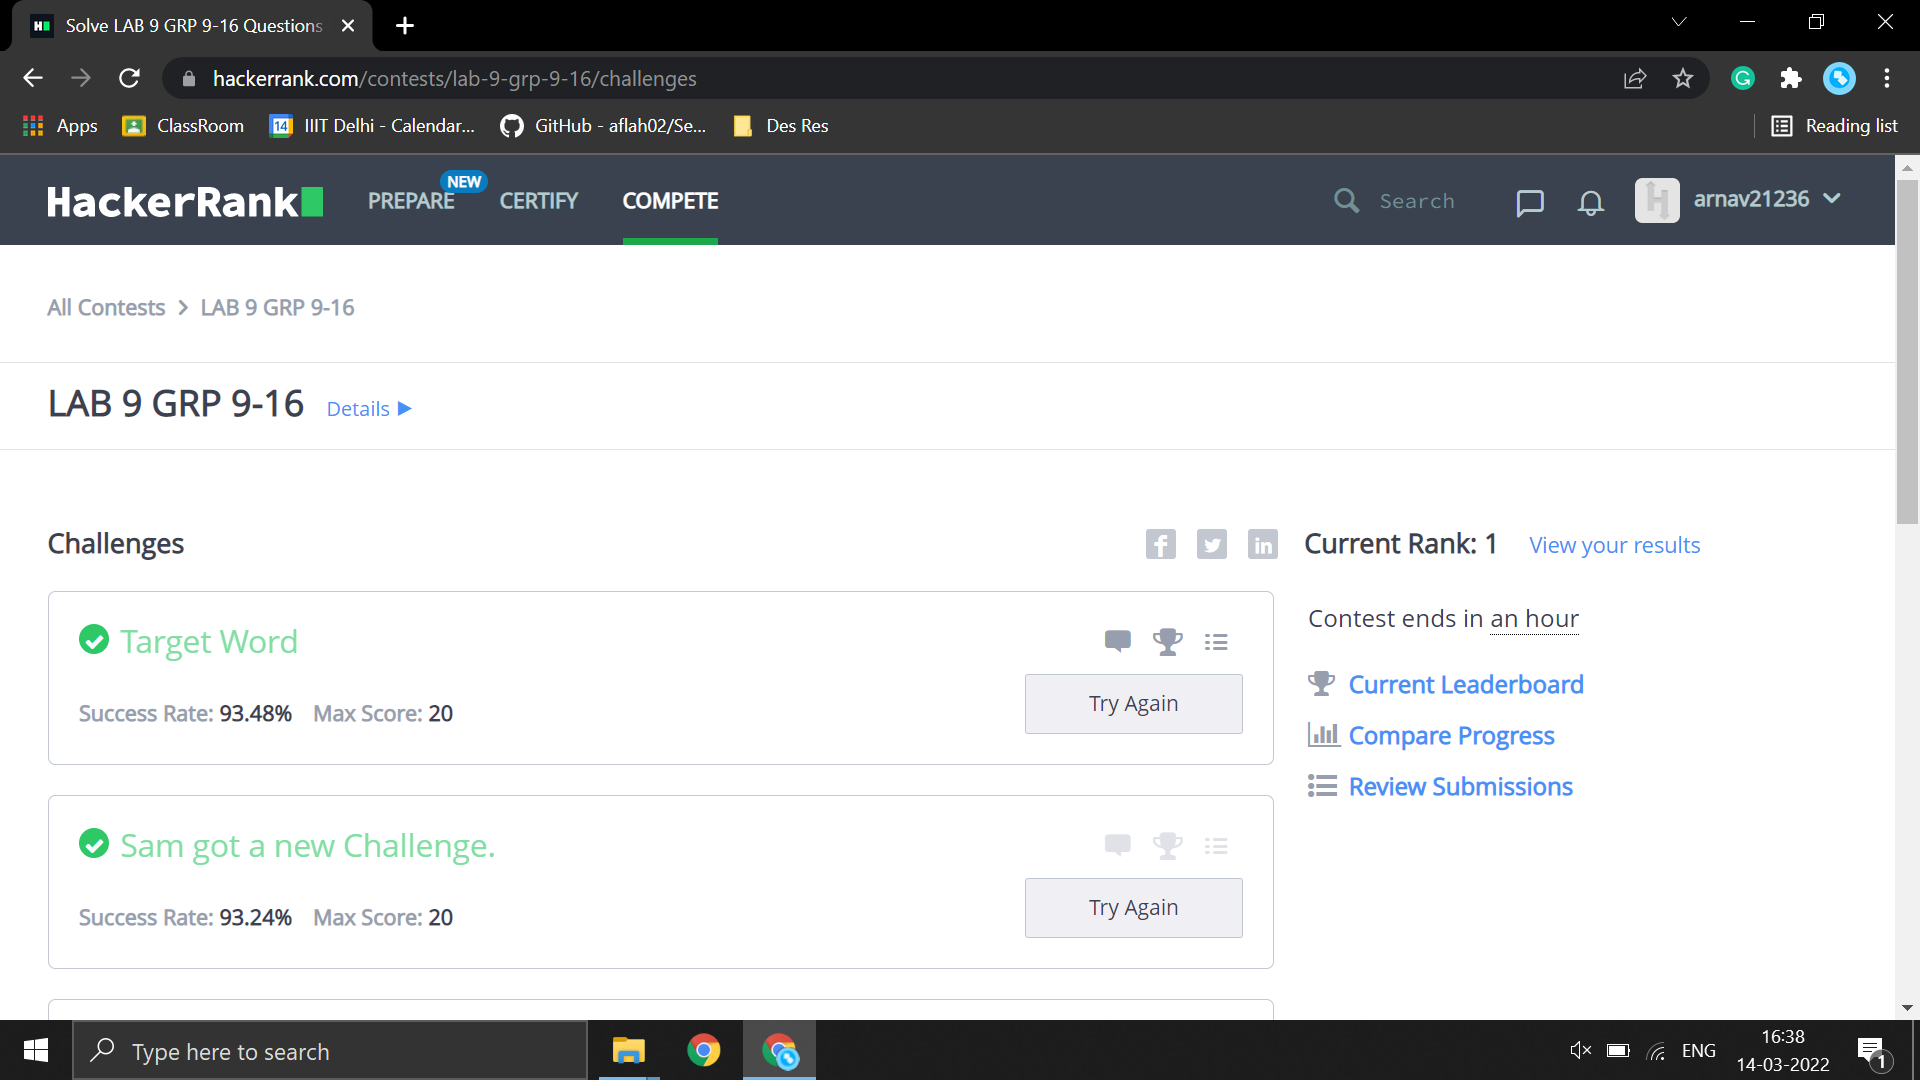 Solve LAB 9 GRP 9-16 Questions
hackerrank.com/contests/lab-9-grp-9-16/challenges
Apps
ClassRoom
14
IIIT Delhi - Calendar...
GitHub - aflah02/Se...
Des Res
Reading list
HackerRank
PREPARE
NEW
CERTIFY
COMPETE
Search
arnav21236
All Contests > LAB 9 GRP 9-16
LAB 9 GRP 9-16 Details
Challenges
Current Rank: 1 View your results
Target Word
Success Rate: 93.48% Max Score: 20
Try Again
Contest ends in an hour
Current Leaderboard
Compare Progress
Review Submissions
Sam got a new Challenge.
Success Rate: 93.24% Max Score: 20
Try Again
Type here to search
ENG
16:38
14-03-2022
1